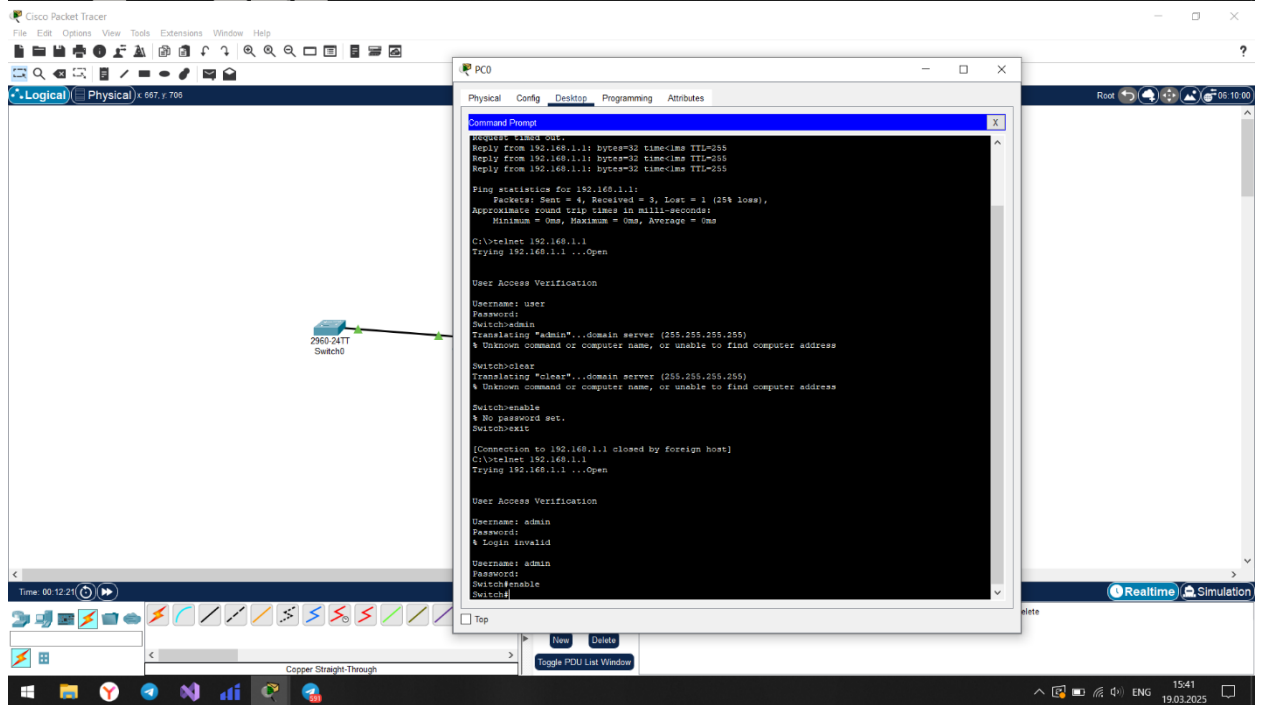 Cisco Packet Tracer
File Edit Options View Tools Extensions Window Help
?
Logical Physical x: 667, y: 706
Root 06:10:00
PC0
Physical Config Desktop Programming Attributes
Command Prompt
X
Request timed out.
Reply from 192.168.1.1: bytes=32 time<1ms TTL=255
Reply from 192.168.1.1: bytes=32 time<1ms TTL=255
Reply from 192.168.1.1: bytes=32 time<1ms TTL=255
Ping statistics for 192.168.1.1:
Packets: Sent = 4, Received = 3, Lost = 1 (25% loss),
Approximate round trip times in milli-seconds:
Minimum = 0ms, Maximum = 0ms, Average = 0ms
C:\>telnet 192.168.1.1
Trying 192.168.1.1 ...Open
User Access Verification
Username: user
Password:
Switch>admin
Translating "admin"...domain server (255.255.255.255)
% Unknown command or computer name, or unable to find computer address
Switch>clear
Translating "clear"...domain server (255.255.255.255)
% Unknown command or computer name, or unable to find computer address
Switch>enable
% No password set.
Switch>exit
[Connection to 192.168.1.1 closed by foreign host]
C:\>telnet 192.168.1.1
Trying 192.168.1.1 ...Open
User Access Verification
Username: admin
Password:
% Login invalid
Username: admin
Password:
Switch#enable
Switch#
Top
2960-24TT
Switch0
Time: 00:12:21
Realtime Simulation
elete
New Delete
Toggle PDU List Window
Copper Straight-Through
ENG
15:41
19.03.2025